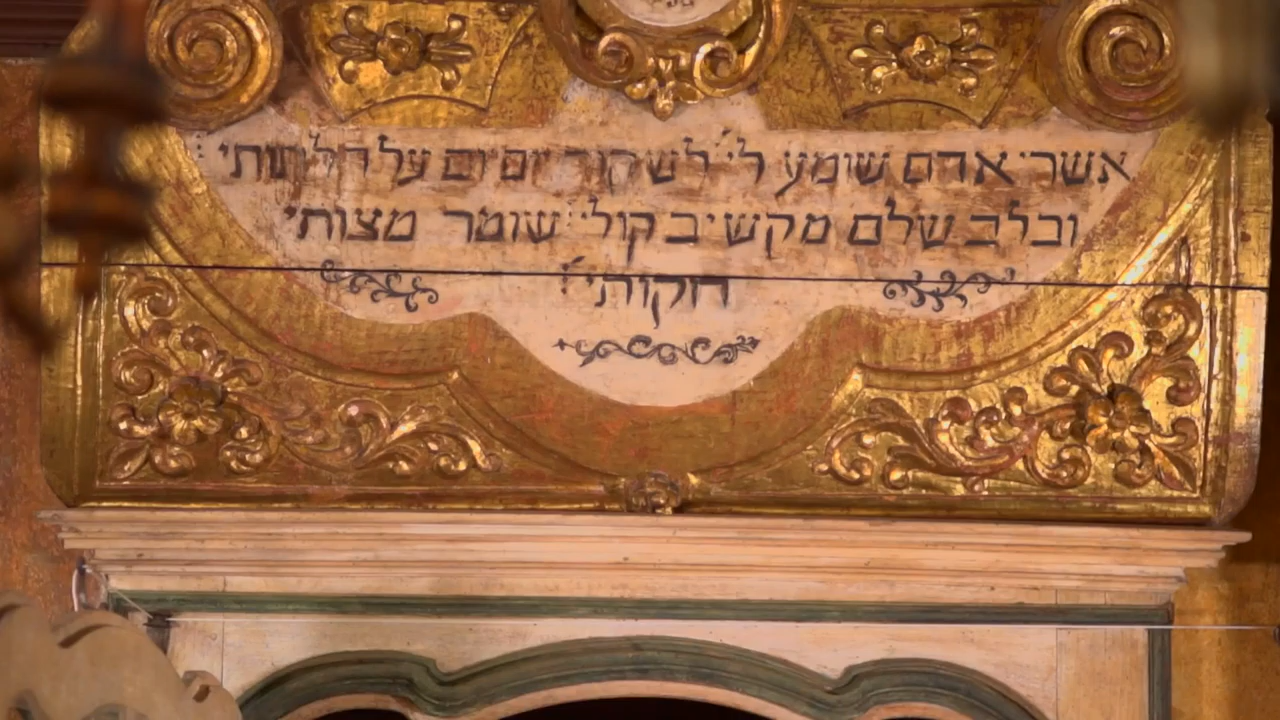 אשרי אדם שומע לי לשקוד יום יום על דלתותי
ובלב שלם מקשיב קולי שומר מצותי
חקותי